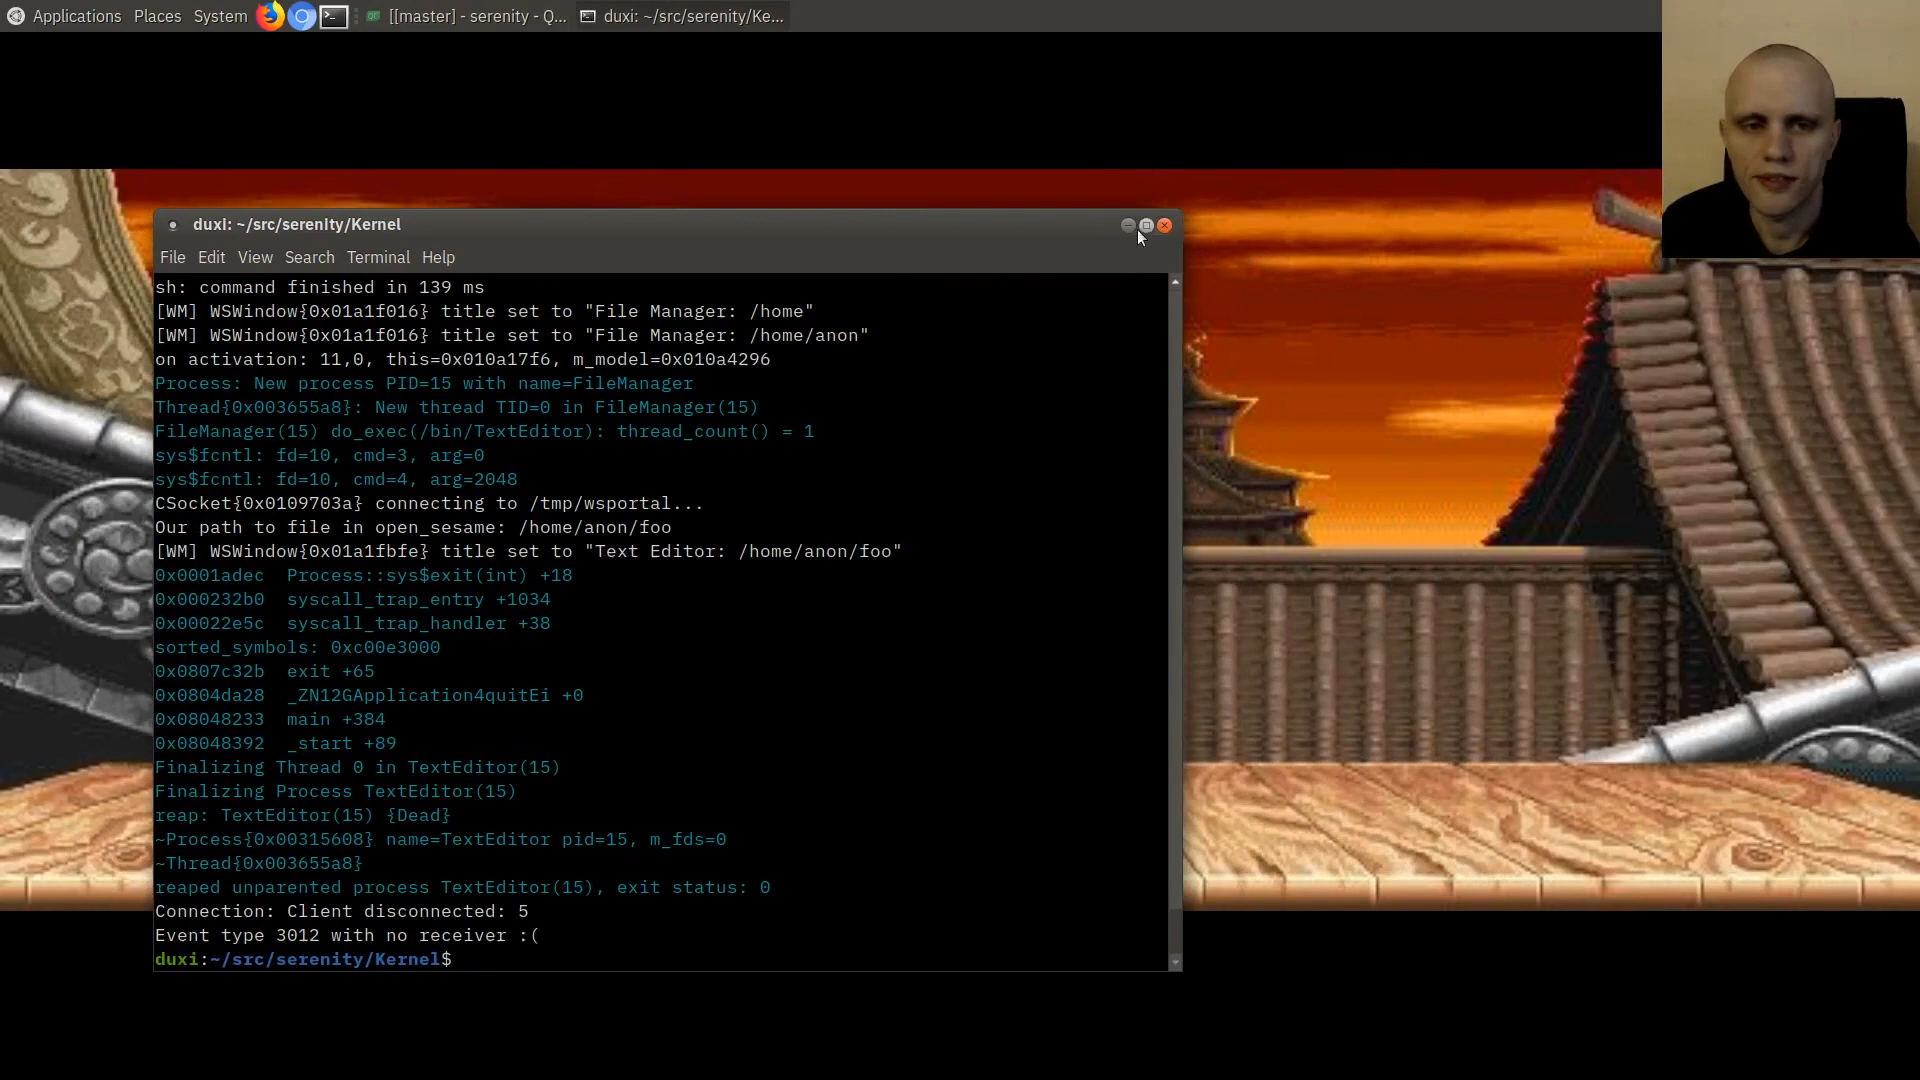 Applications Places System [[master] - serenity - Q... duxi: ~/src/serenity/Ke...
duxi: ~/src/serenity/Kernel
File Edit View Search Terminal Help
sh: command finished in 139 ms
[WM] WSWindow{0x01a1f016} title set to "File Manager: /home"
[WM] WSWindow{0x01a1f016} title set to "File Manager: /home/anon"
on activation: 11,0, this=0x010a17f6, m_model=0x010a4296
Process: New process PID=15 with name=FileManager
Thread{0x003655a8}: New thread TID=0 in FileManager(15)
FileManager(15) do_exec(/bin/TextEditor): thread_count() = 1
sys$fcntl: fd=10, cmd=3, arg=0
sys$fcntl: fd=10, cmd=4, arg=2048
CSocket{0x0109703a} connecting to /tmp/wsportal...
Our path to file in open_sesame: /home/anon/foo
[WM] WSWindow{0x01a1fbfe} title set to "Text Editor: /home/anon/foo"
0x0001adec  Process::sys$exit(int) +18
0x000232b0  syscall_trap_entry +1034
0x00022e5c  syscall_trap_handler +38
sorted_symbols: 0xc00e3000
0x0807c32b  exit +65
0x0804da28  _ZN12GApplication4quitEi +0
0x08048233  main +384
0x08048392  _start +89
Finalizing Thread 0 in TextEditor(15)
Finalizing Process TextEditor(15)
reap: TextEditor(15) {Dead}
~Process{0x00315608} name=TextEditor pid=15, m_fds=0
~Thread{0x003655a8}
reaped unparented process TextEditor(15), exit status: 0
Connection: Client disconnected: 5
Event type 3012 with no receiver :(
duxi:~/src/serenity/Kernel$